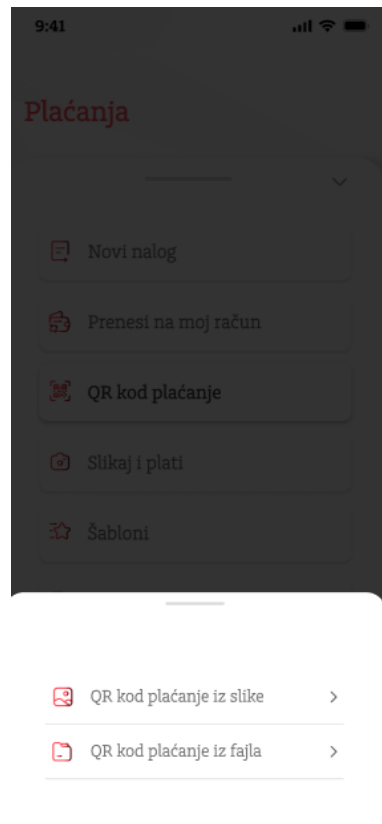 9:41
Plaćanja
Novi nalog
Prenesi na moj račun
QR kod plaćanje
Slikaj i plati
Šabloni
QR kod plaćanje iz slike
QR kod plaćanje iz fajla